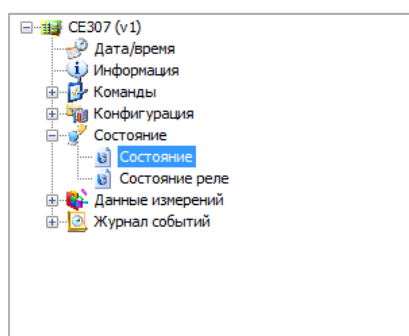 CE307 (v1)
Дата/время
Информация
Команды
Конфигурация
Состояние
Состояние
Состояние реле
Данные измерений
Журнал событий